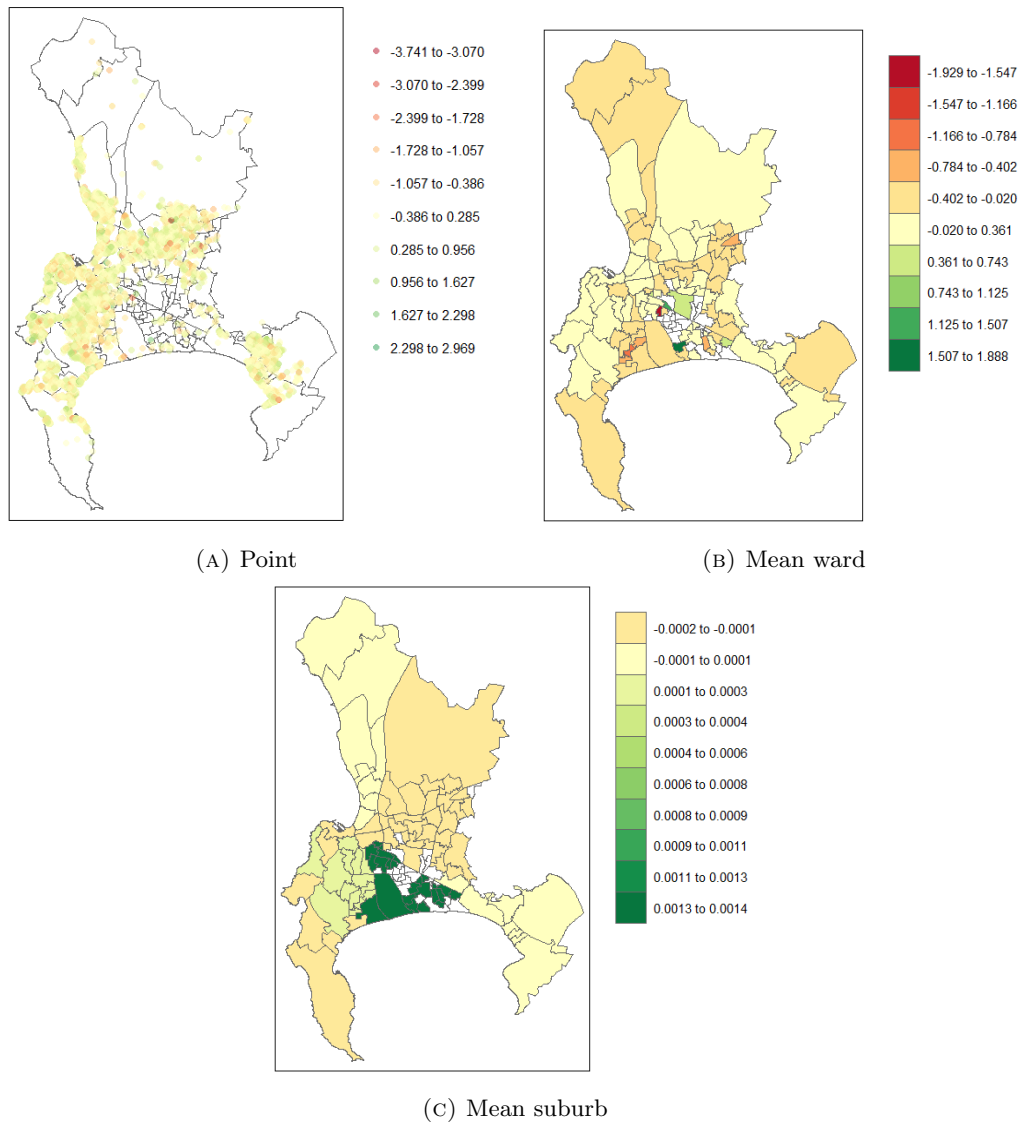 -3.741 to -3.070
-3.070 to -2.399
-2.399 to -1.728
-1.728 to -1.057
-1.057 to -0.386
-0.386 to 0.285
0.285 to 0.956
0.956 to 1.627
1.627 to 2.298
2.298 to 2.969
(A) Point
-1.929 to -1.547
-1.547 to -1.166
-1.166 to -0.784
-0.784 to -0.402
-0.402 to -0.020
-0.020 to 0.361
0.361 to 0.743
0.743 to 1.125
1.125 to 1.507
1.507 to 1.888
(B) Mean ward
-0.0002 to -0.0001
-0.0001 to 0.0001
0.0001 to 0.0003
0.0003 to 0.0004
0.0004 to 0.0006
0.0006 to 0.0008
0.0008 to 0.0009
0.0009 to 0.0011
0.0011 to 0.0013
0.0013 to 0.0014
(C) Mean suburb